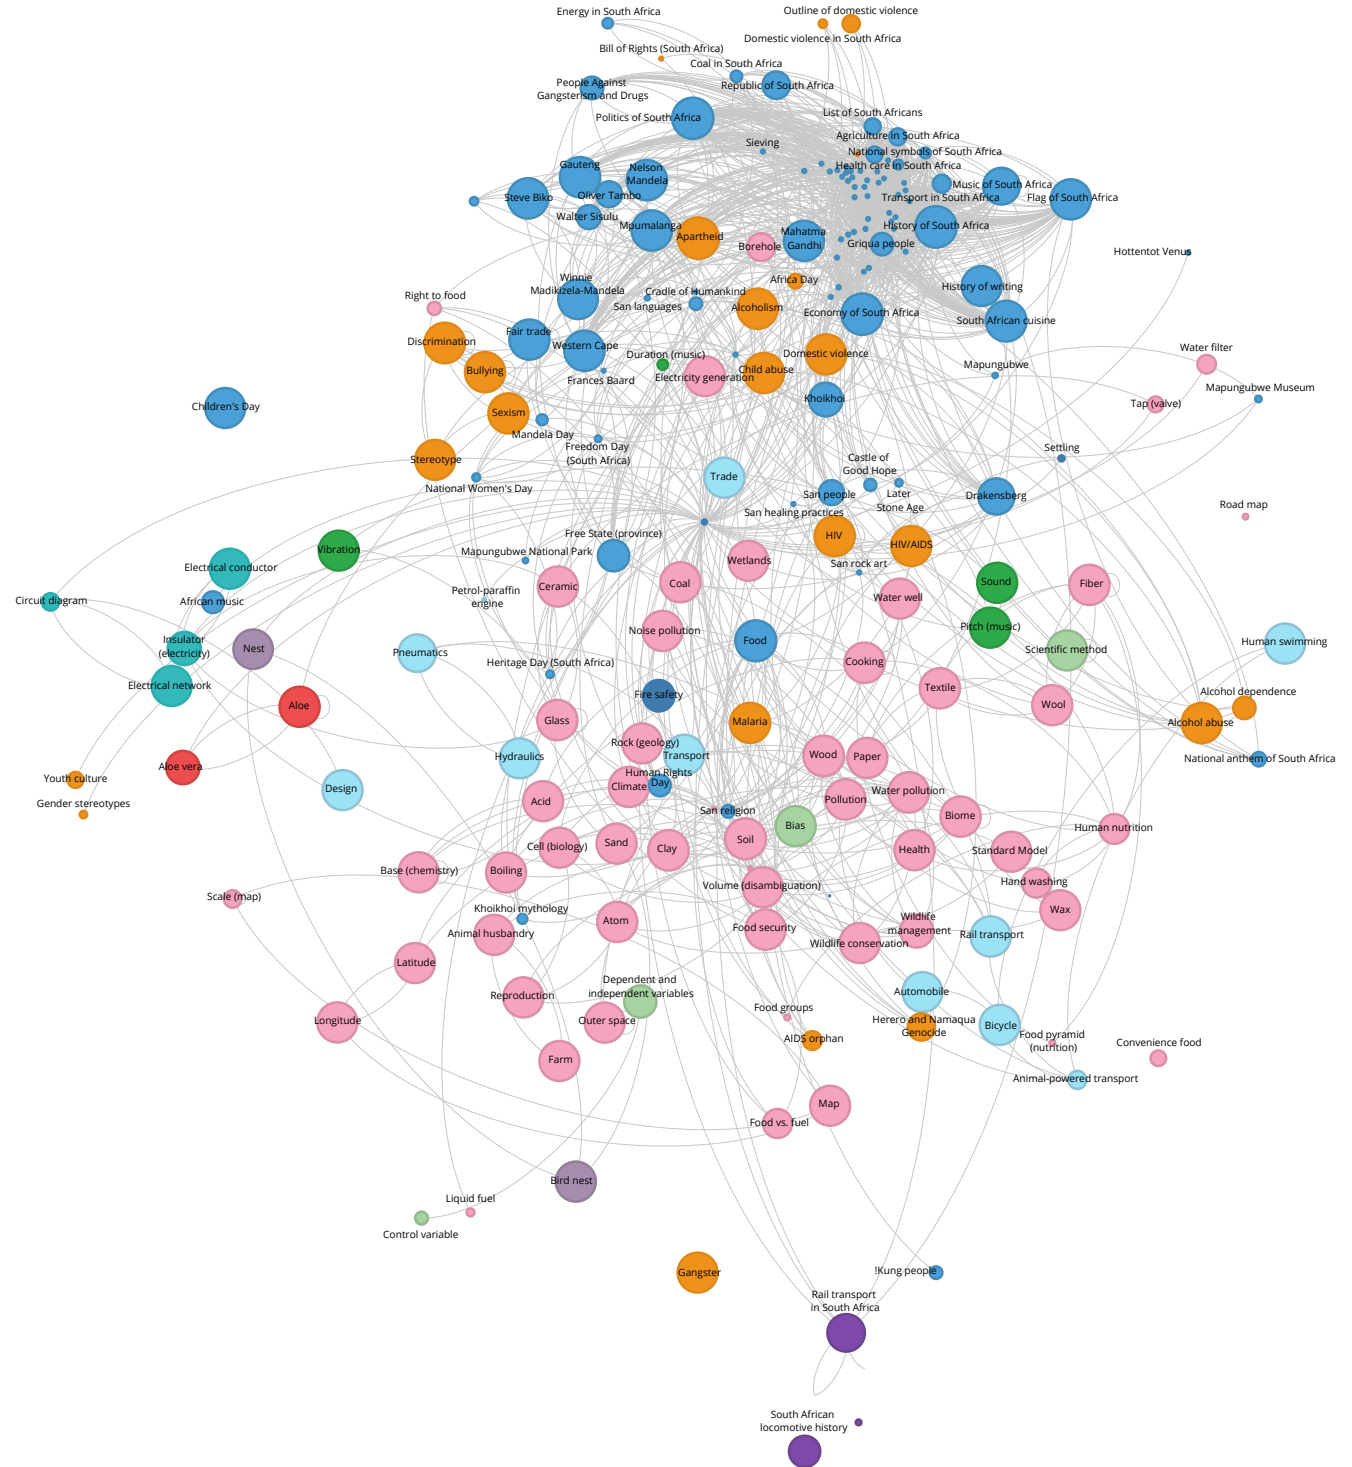 Energy in South Africa
Outline of domestic violence
Domestic violence in South Africa
Bill of Rights (South Africa)
Coal in South Africa
People Against
Gangsterism and Drugs
Republic of South Africa
Politics of South Africa
List of South Africans
Agriculture in South Africa
Sieving
National symbols of South Africa
Health care in South Africa
Gauteng
Nelson
Mandela
Music of South Africa
Steve Biko
Oliver Tambo
Transport in South Africa
Flag of South Africa
Walter Sisulu
Mpumalanga
Apartheid
Borehole
Mahatma
Gandhi
History of South Africa
Griqua people
Hottentot Venus
Winnie
Madikizela-Mandela
Cradle of Humankind
Africa Day
History of writing
Right to food
San languages
Alcoholism
Economy of South Africa
South African cuisine
Discrimination
Fair trade
Western Cape
Duration (music)
Domestic violence
Water filter
Bullying
Frances Baard
Electricity generation
Child abuse
Mapungubwe
Mapungubwe Museum
Children's Day
Khoikhoi
Tap (valve)
Sexism
Mandela Day
Freedom Day
(South Africa)
Settling
Stereotype
Castle of
Good Hope
National Women's Day
Trade
San people
Later
Stone Age
Drakensberg
Road map
San healing practices
Free State (province)
HIV
HIV/AIDS
Vibration
Mapungubwe National Park
Wetlands
San rock art
Electrical conductor
Ceramic
Coal
Sound
Fiber
Circuit diagram
African music
Petrol-paraffin
engine
Water well
Noise pollution
Pitch (music)
Insulator
(electricity)
Nest
Pneumatics
Food
Scientific method
Human swimming
Heritage Day (South Africa)
Cooking
Electrical network
Fire safety
Textile
Alcohol dependence
Aloe
Wool
Glass
Malaria
Alcohol abuse
Rock (geology)
Hydraulics
Transport
Wood
Paper
National anthem of South Africa
Aloe vera
Human Rights
Day
Youth culture
Design
Climate
Water pollution
Gender stereotypes
Acid
San religion
Pollution
Biome
Bias
Human nutrition
Cell (biology)
Sand
Clay
Soil
Health
Standard Model
Base (chemistry)
Boiling
Volume (disambiguation)
Hand washing
Scale (map)
Khoikhoi mythology
Wax
Animal husbandry
Atom
Food security
Wildlife
management
Wildlife conservation
Rail transport
Latitude
Dependent and
independent variables
Reproduction
Automobile
Food groups
Longitude
Outer space
Herero and Namaqua
Genocide
Bicycle
AIDS orphan
Food pyramid
(nutrition)
Convenience food
Farm
Animal-powered transport
Map
Food vs. fuel
Bird nest
Liquid fuel
Control variable
Gangster
!Kung people
Rail transport
in South Africa
South African
locomotive history